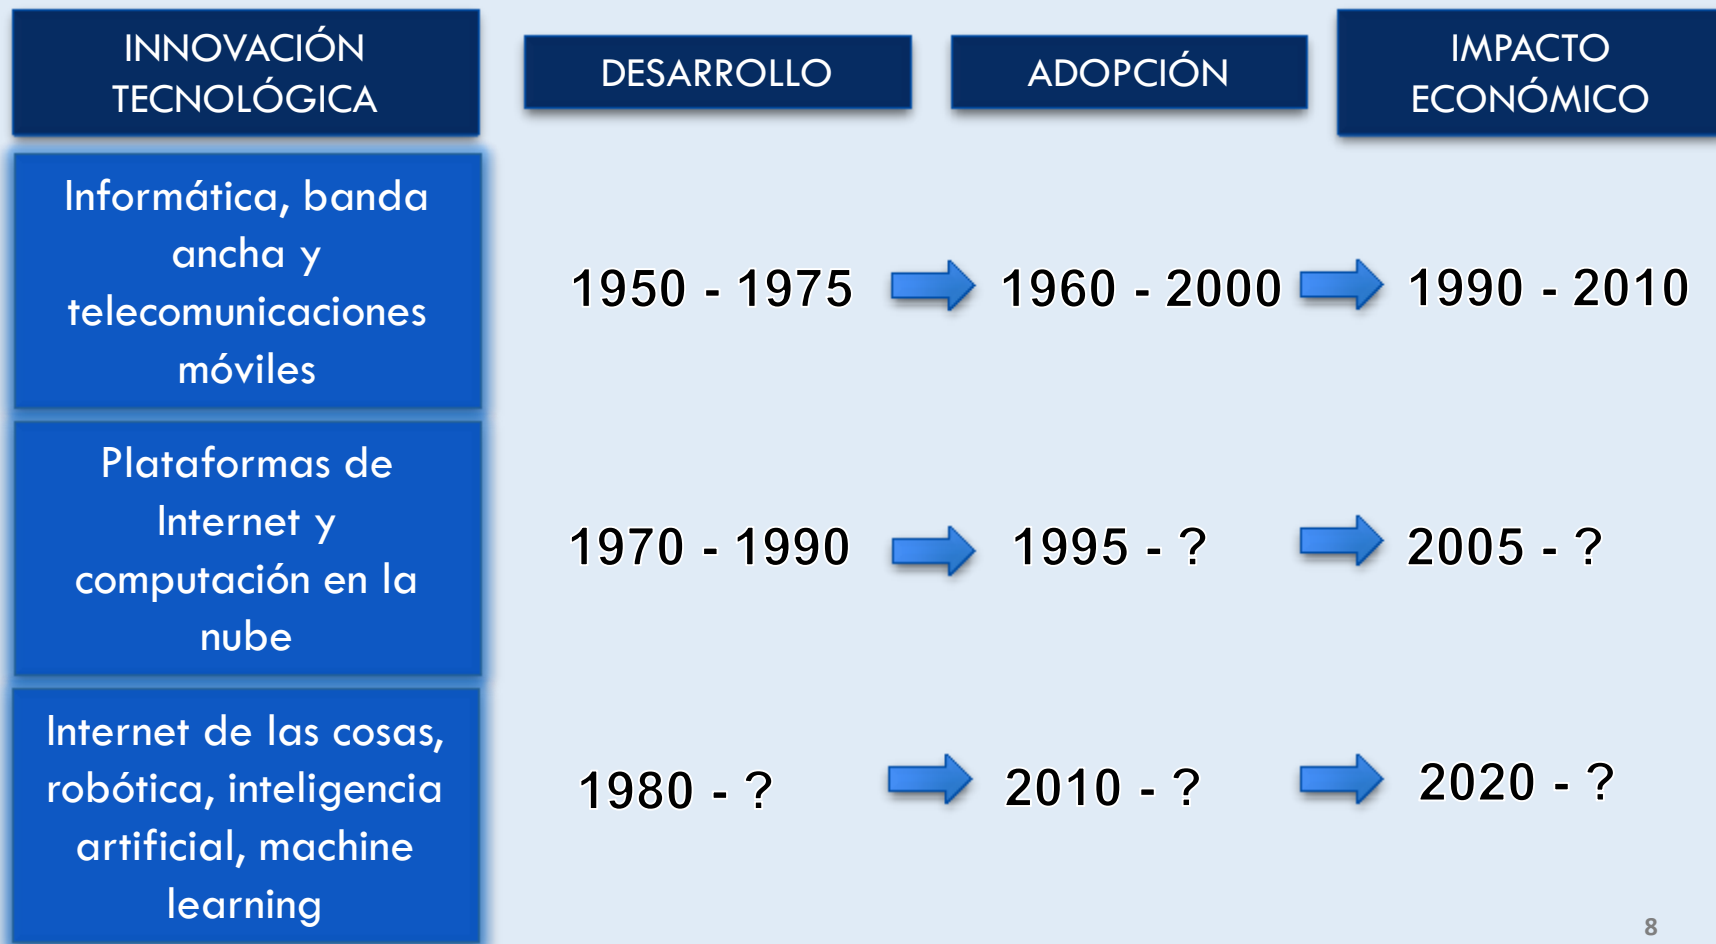 INNOVACIÓN
TECNOLÓGICA
DESARROLLO
ADOPCIÓN
IMPACTO
ECONÓMICO
Informática, banda
ancha y
telecomunicaciones
móviles
1950 - 1975
1960 - 2000
1990 - 2010
Plataformas de
Internet y
computación en la
nube
1970 - 1990
1995 - ?
2005 - ?
Internet de las cosas,
robótica, inteligencia
artificial, machine
learning
1980 - ?
2010 - ?
2020 - ?
8